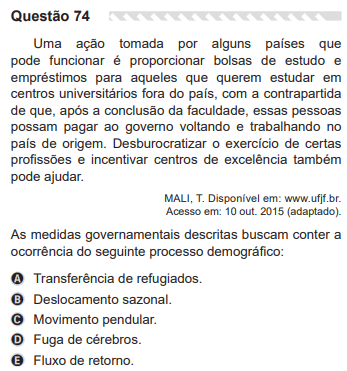 Questão 74
Uma ação tomada por alguns países que
pode funcionar é proporcionar bolsas de estudo e
empréstimos para aqueles que querem estudar em
centros universitários fora do país, com a contrapartida
de que, após a conclusão da faculdade, essas pessoas
possam pagar ao governo voltando e trabalhando no
país de origem. Desburocratizar o exercício de certas
profissões e incentivar centros de excelência também
pode ajudar.
MALI, T. Disponível em: www.ufjf.br.
Acesso em: 10 out. 2015 (adaptado).
As medidas governamentais descritas buscam conter a
ocorrência do seguinte processo demográfico:
A Transferência de refugiados.
B Deslocamento sazonal.
C Movimento pendular.
D Fuga de cérebros.
E Fluxo de retorno.